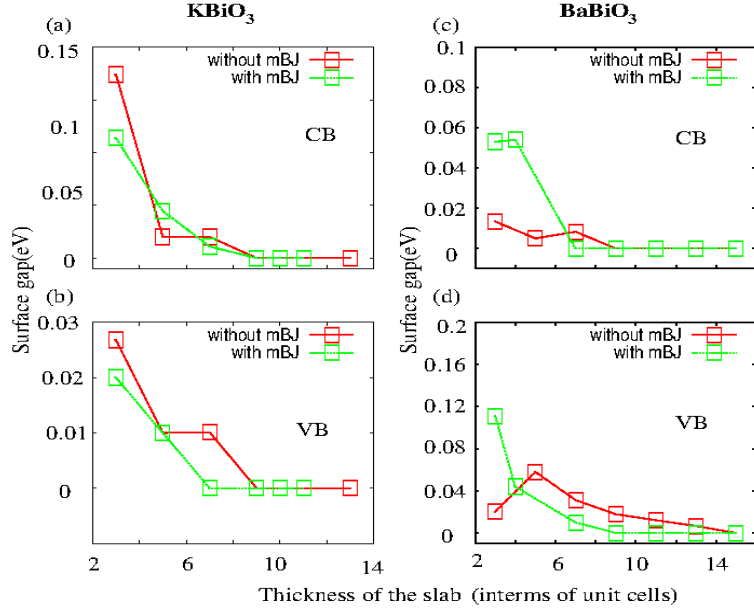 KBiO3
BaBiO3
(a)
0.15
0.1
0.05
0
without mBJ
with mBJ
CB
(c)
0.1
0.08
0.06
0.04
0.02
0
without mBJ
with mBJ
CB
Surface gap(eV)
Surface gap(eV)
(b)
0.03
0.02
0.01
0
without mBJ
with mBJ
VB
2 6 10 14
(d)
0.2
0.16
0.12
0.08
0.04
0
without mBJ
with mBJ
VB
2 6 10 14
Thickness of the slab (interms of unit cells)